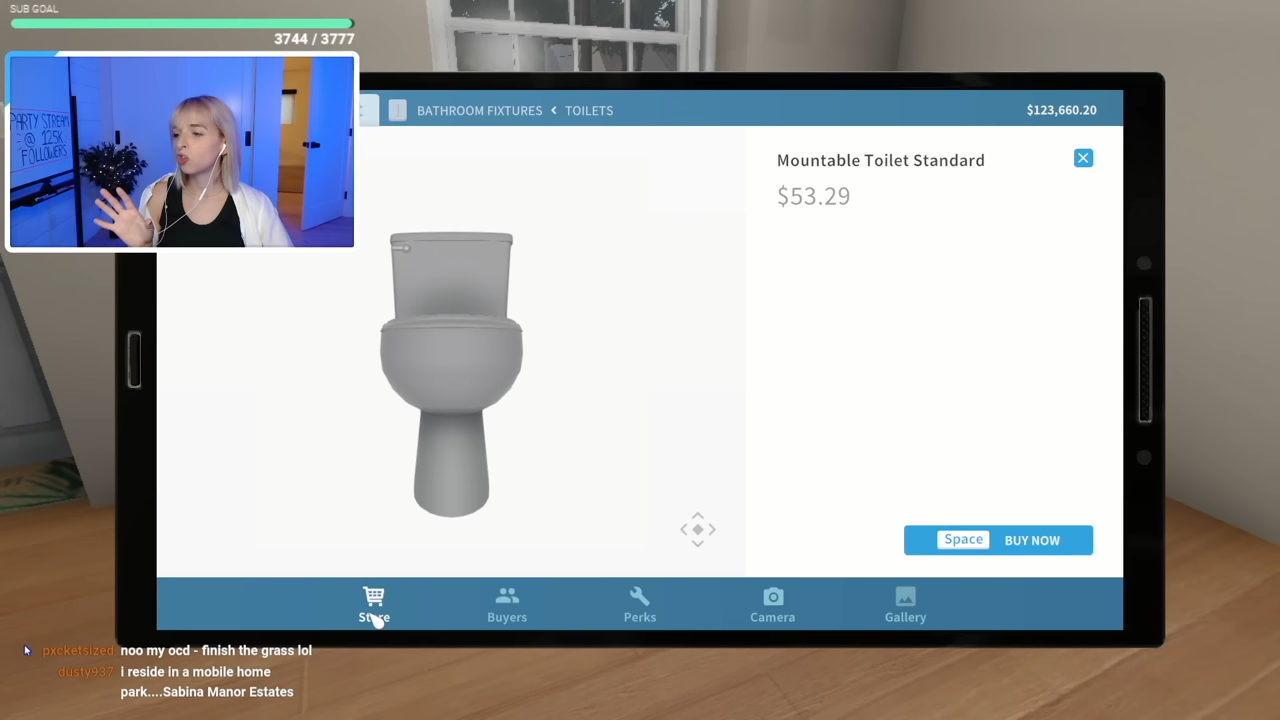 SUB GOAL
3744 / 3777
PARTY STREAM
@ 125K
FOLLOWERS
BATHROOM FIXTURES < TOILETS
$123,660.20
Mountable Toilet Standard
$53.29
Space BUY NOW
Store
Buyers
Perks
Camera
Gallery
pxcketsized noo my ocd - finish the grass lol
dusty937 i reside in a mobile home
park....Sabina Manor Estates